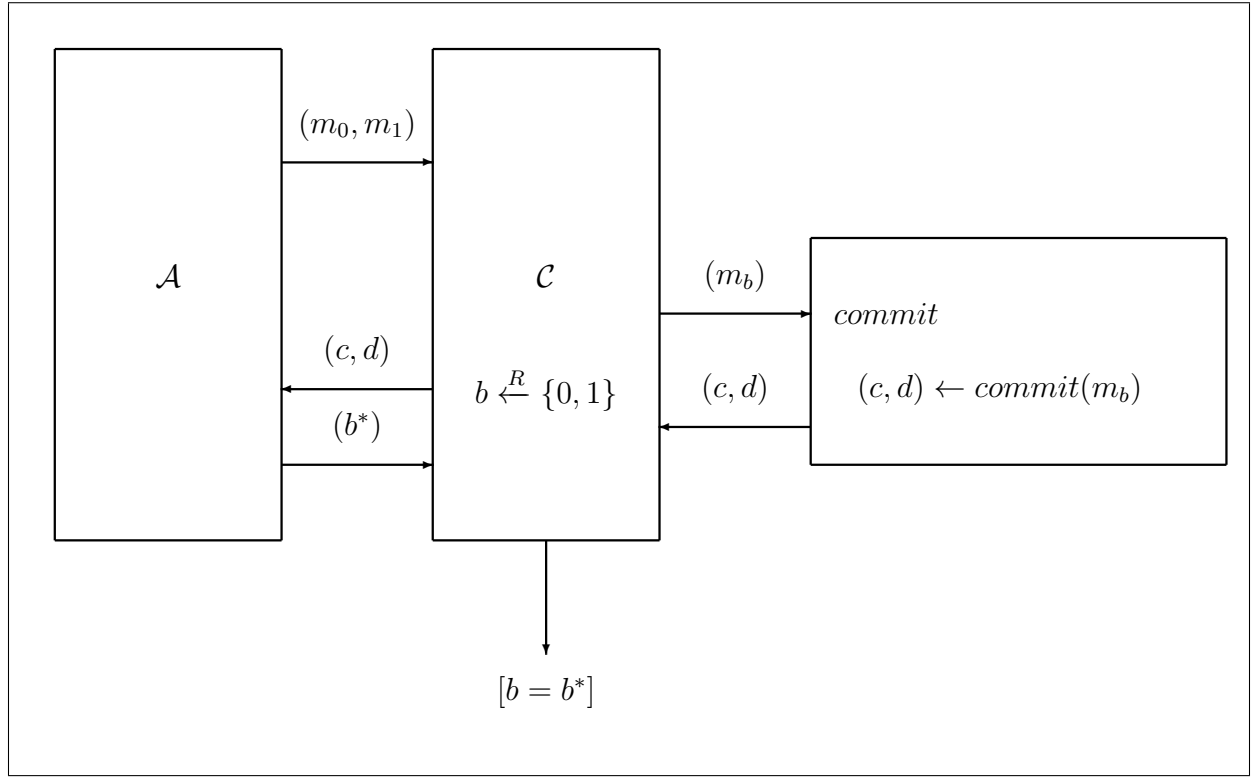 (m_0, m_1)
𝒜
𝒞
(m_b)
commit
(c, d)
b ←^R {0, 1}
(c, d)
(c, d) ← commit(m_b)
(b^*)
[b = b^*]